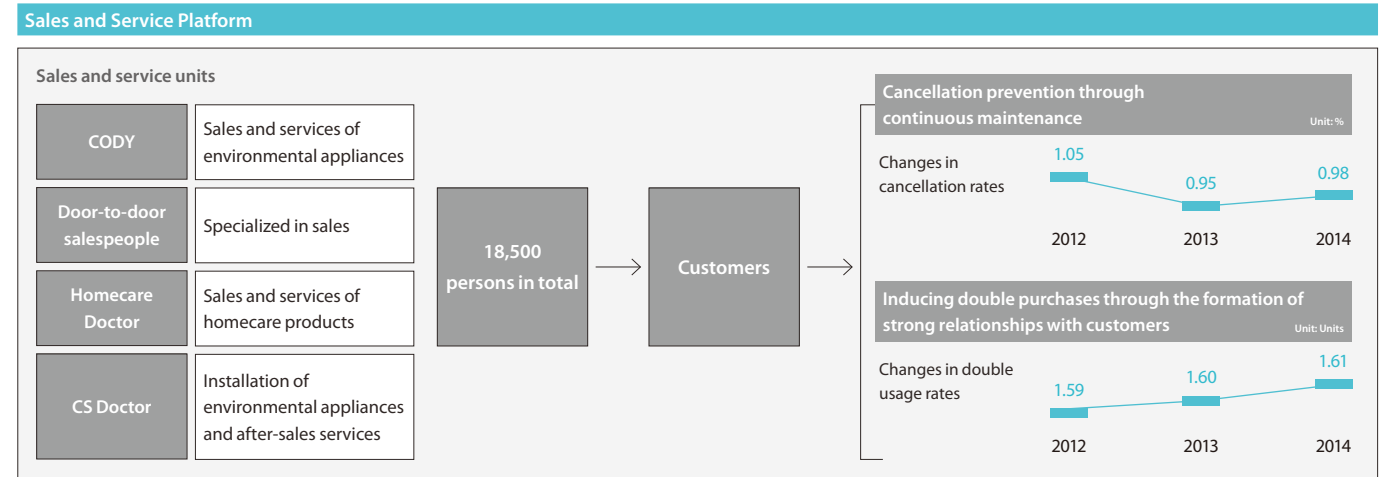 Sales and Service Platform
Sales and service units
CODY
Sales and services of
environmental appliances
Door-to-door
salespeople
Specialized in sales
Homecare
Doctor
Sales and services of
homecare products
CS Doctor
Installation of
environmental appliances
and after-sales services
18,500
persons in total
Customers
Cancellation prevention through
continuous maintenance
Unit: %
Changes in
cancellation rates
1.05
0.95
0.98
2012
2013
2014
Inducing double purchases through the formation of
strong relationships with customers
Unit: Units
Changes in double
usage rates
1.59
1.60
1.61
2012
2013
2014